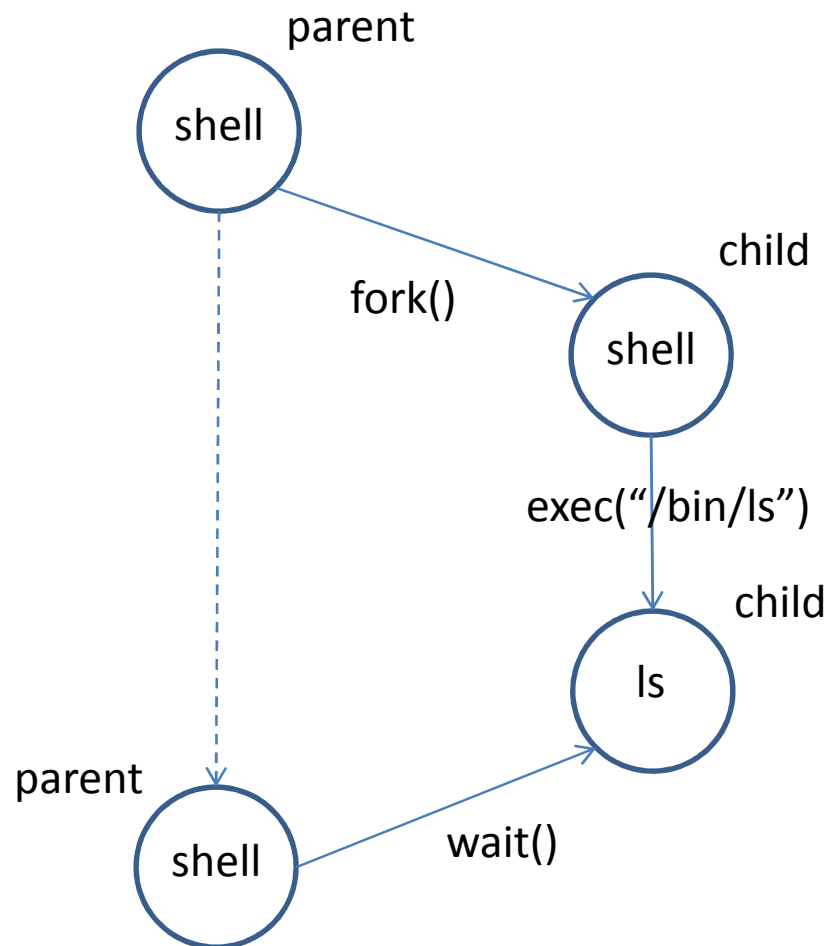 parent
shell
child
fork()
shell
exec(“/bin/ls”)
child
ls
parent
wait()
shell